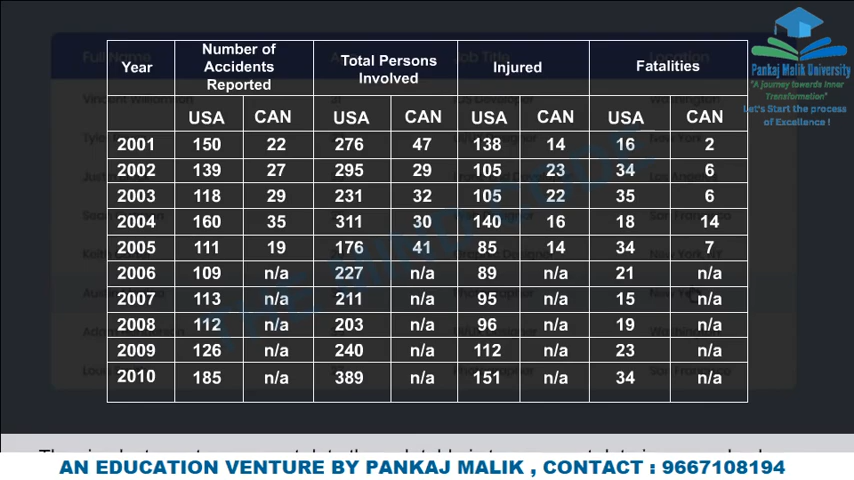 Pankaj Malik University
"A journey towards Inner
Transformation"
Let's Start the process
of Excellence !
Year Number of Accidents Reported Total Persons Involved Injured Fatalities
USA CAN USA CAN USA CAN USA CAN
2001 150 22 276 47 138 14 16 2
2002 139 27 295 29 105 23 34 6
2003 118 29 231 32 105 22 35 6
2004 160 35 311 30 140 16 18 14
2005 111 19 176 41 85 14 34 7
2006 109 n/a 227 n/a 89 n/a 21 n/a
2007 113 n/a 211 n/a 95 n/a 15 n/a
2008 112 n/a 203 n/a 96 n/a 19 n/a
2009 126 n/a 240 n/a 112 n/a 23 n/a
2010 185 n/a 389 n/a 151 n/a 34 n/a
THE MIND CODE
AN EDUCATION VENTURE BY PANKAJ MALIK , CONTACT : 9667108194